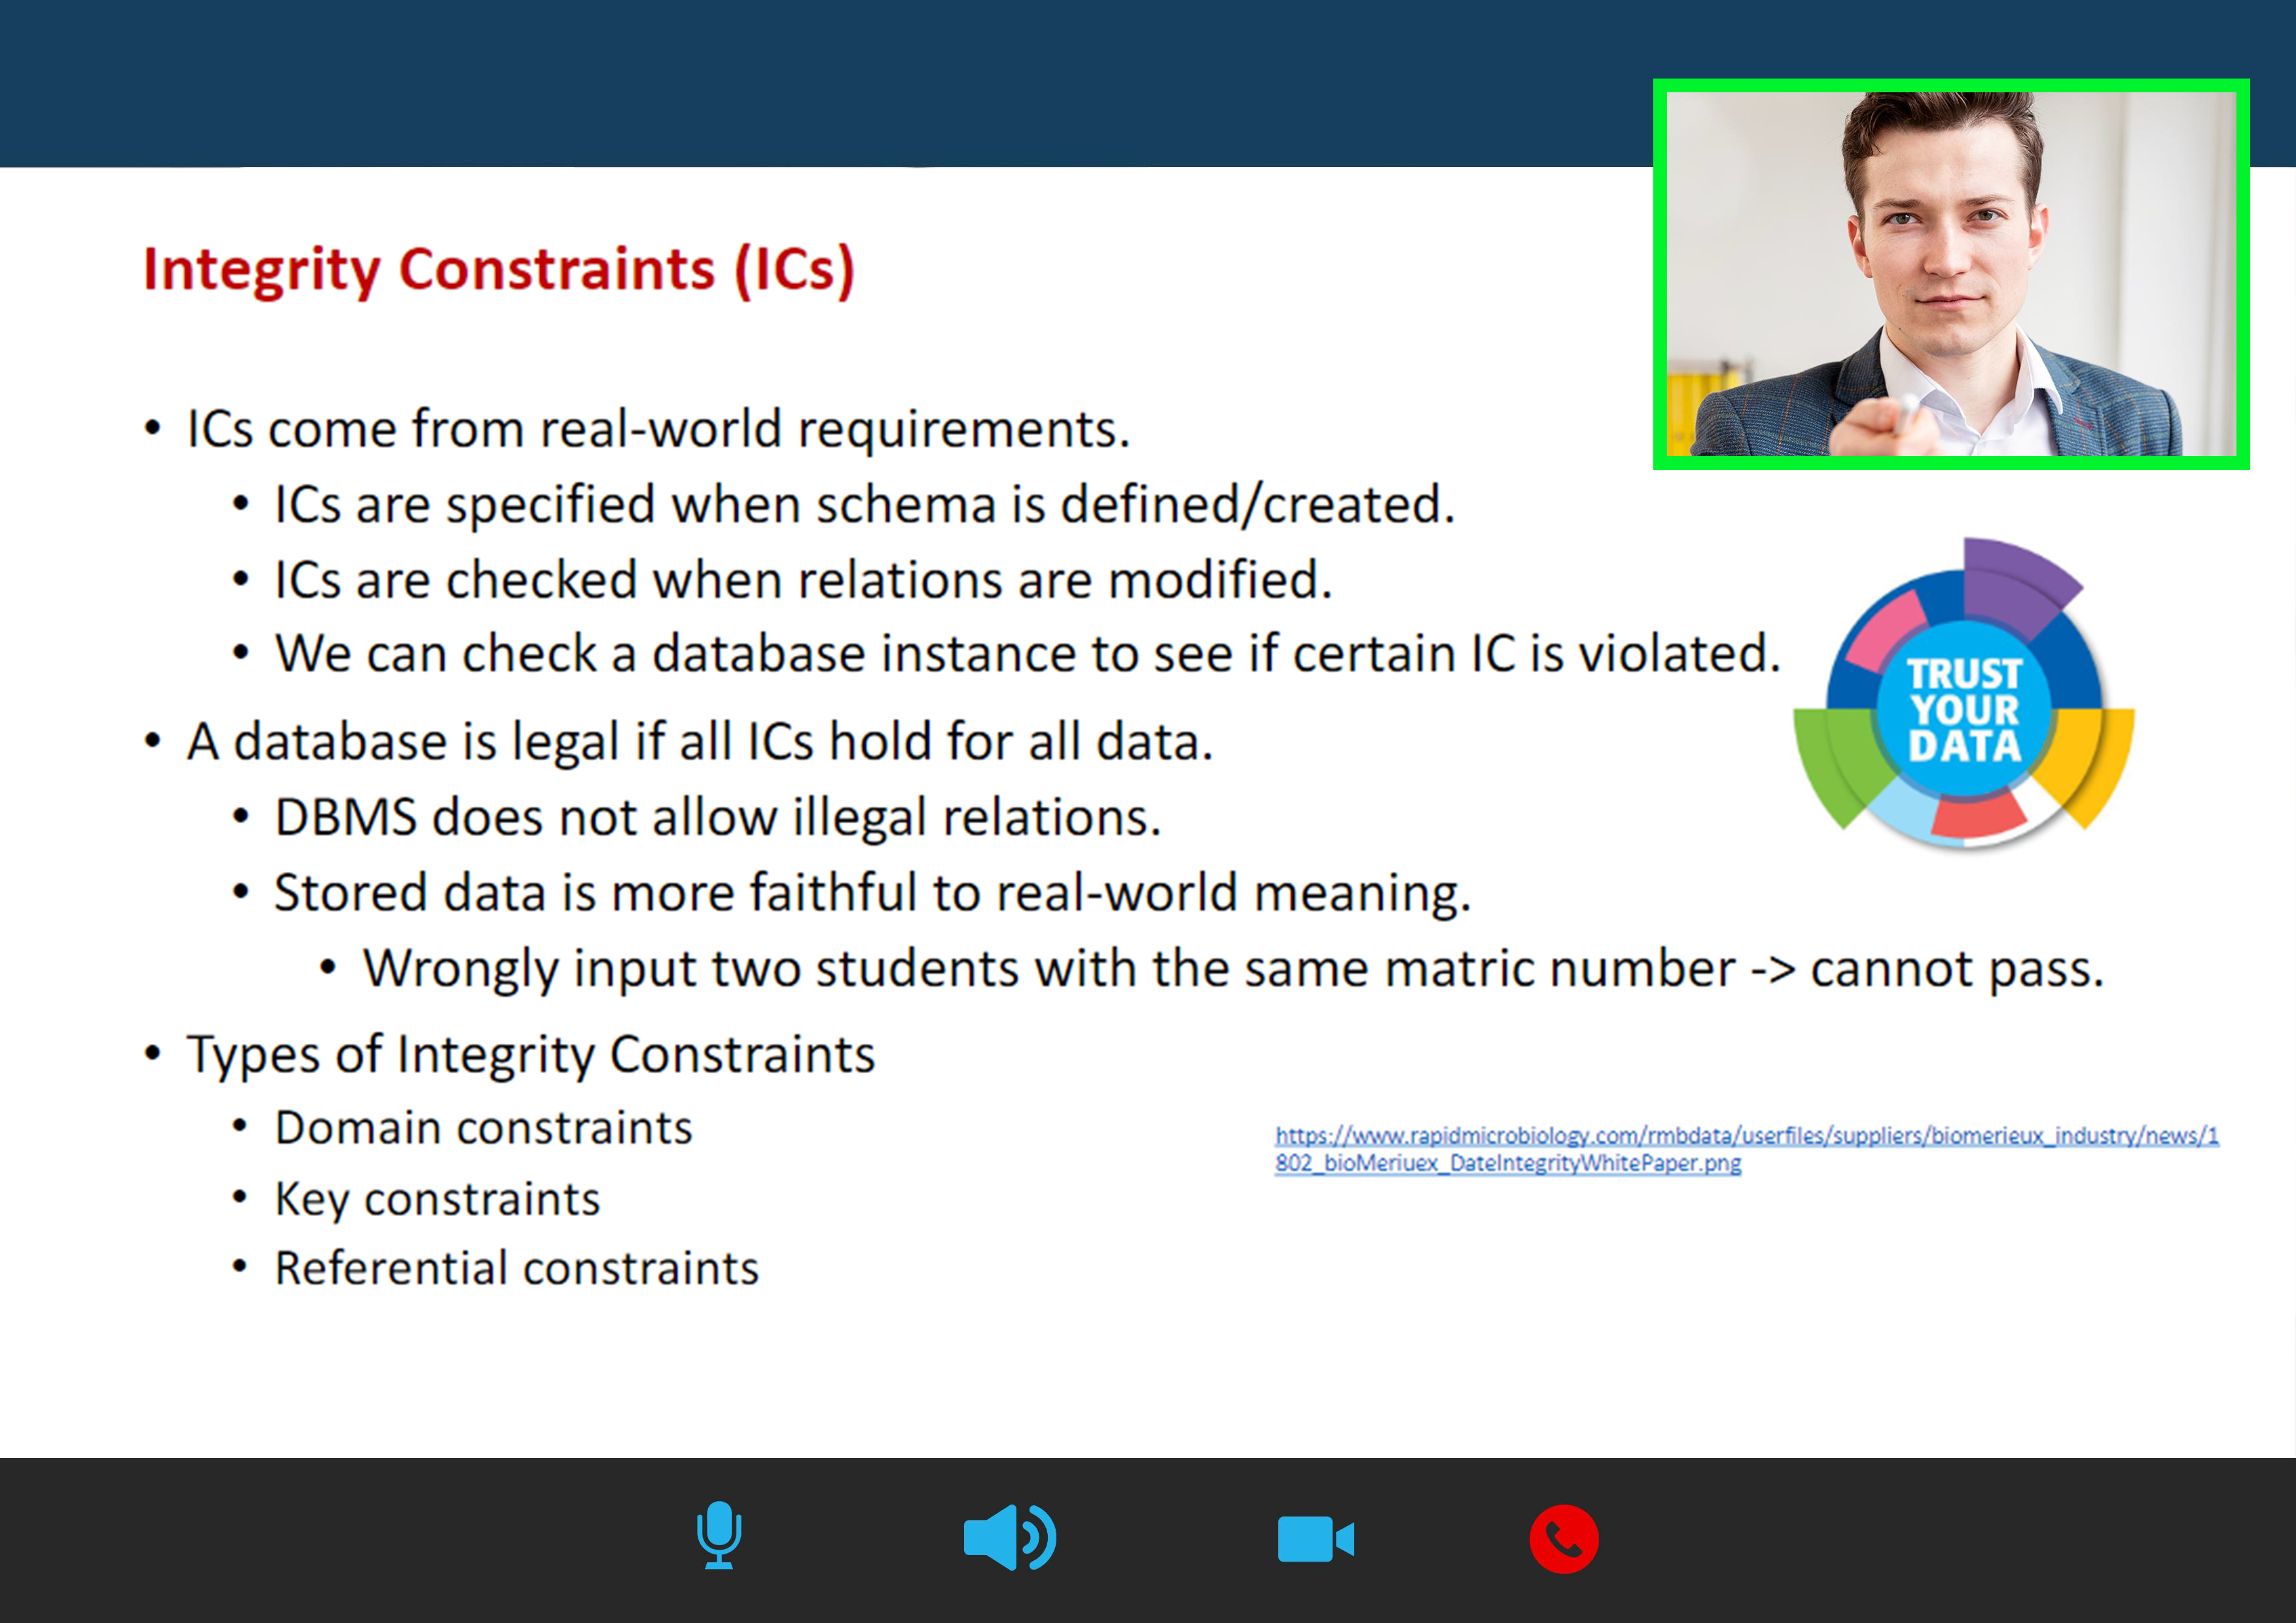 Integrity Constraints (ICs)
• ICs come from real-world requirements.
• ICs are specified when schema is defined/created.
• ICs are checked when relations are modified.
• We can check a database instance to see if certain IC is violated.
TRUST
YOUR
DATA
• A database is legal if all ICs hold for all data.
• DBMS does not allow illegal relations.
• Stored data is more faithful to real-world meaning.
• Wrongly input two students with the same matric number -> cannot pass.
• Types of Integrity Constraints
• Domain constraints
• Key constraints
• Referential constraints
https://www.rapidmicrobiology.com/rmbdata/userfiles/suppliers/biomerieux_industry/news/1
802_bioMeriuex_DateIntegrityWhitePaper.png